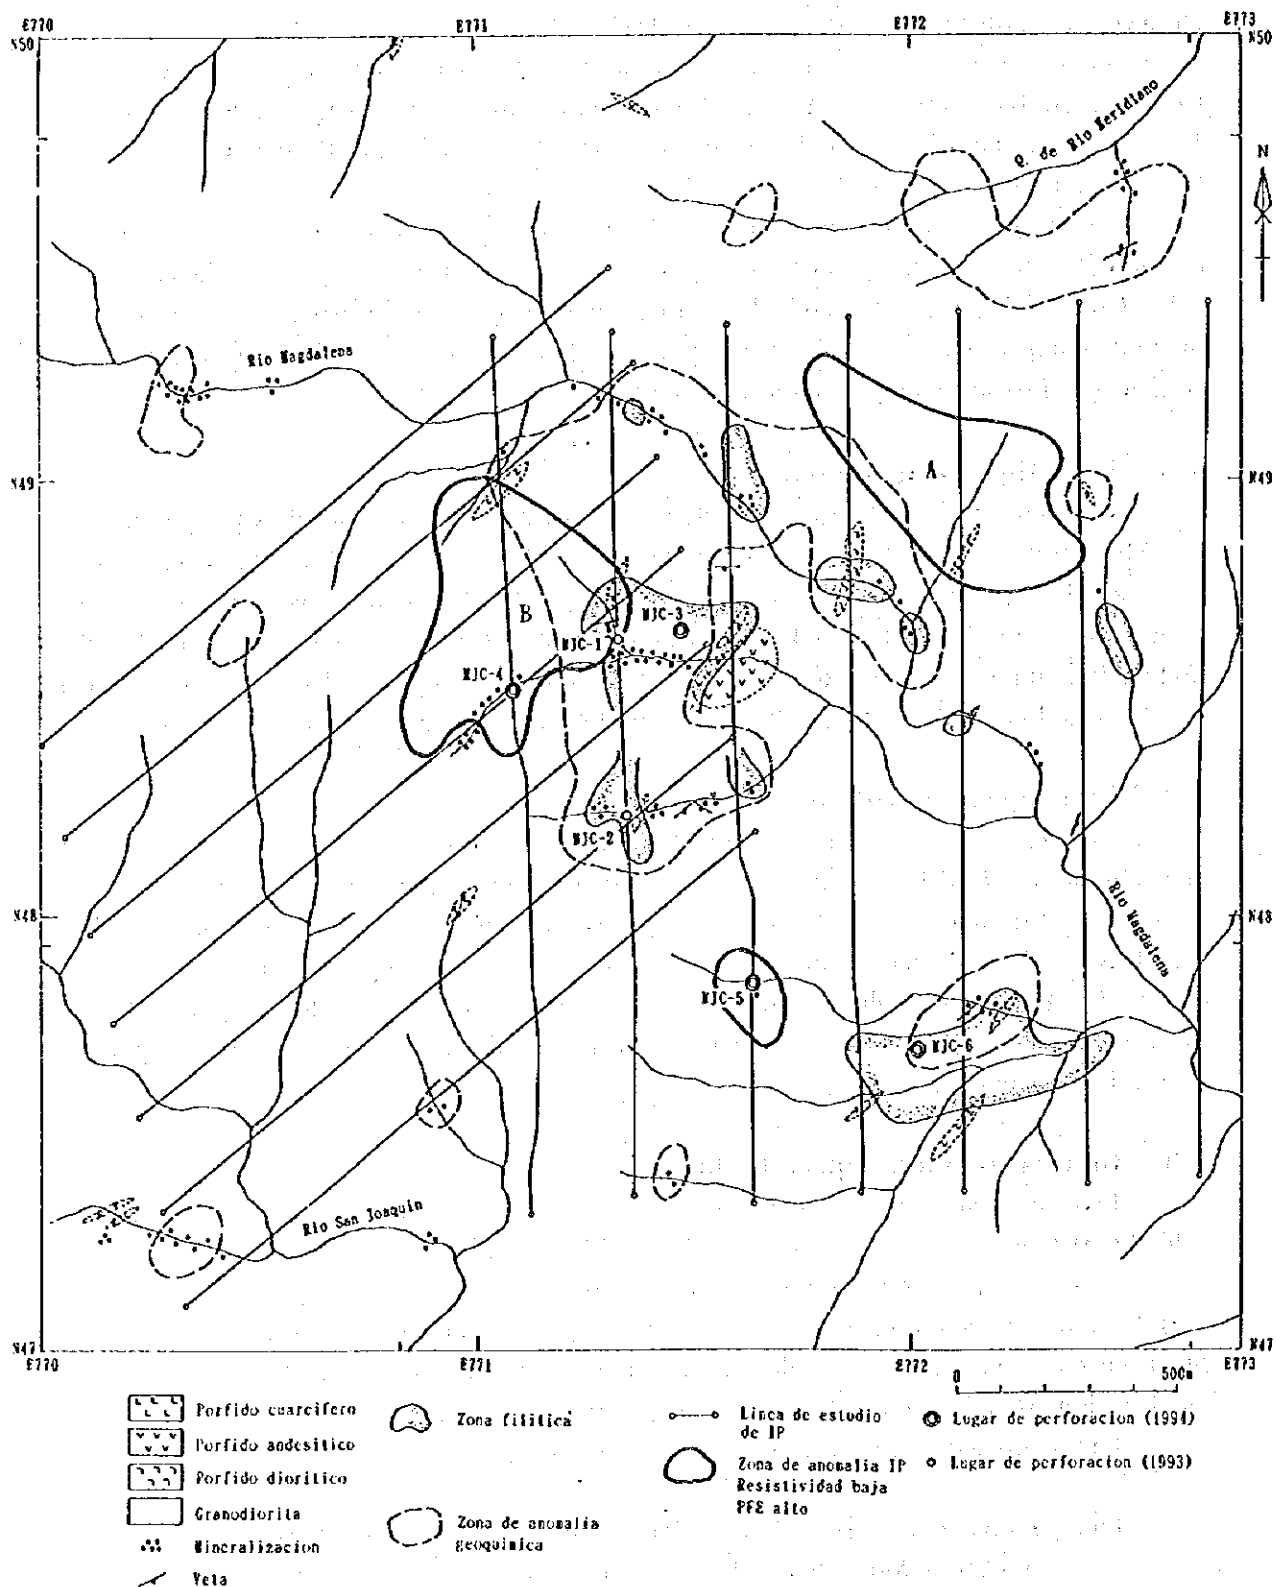 E770
E771
E772
E773
N50
N50
Q. de Rio Meridiano
N
Rio Magdalena
A
N49
N49
B
MJC-3
MJC-1
MJC-4
MJC-2
N48
N48
Rio Magdalena
MJC-5
MJC-6
Rio San Joaquin
N47
N47
E770
E771
E772
E773
0
500m
Porfido cuarcifero
Porfido andesitico
Porfido dioritico
Granodiorita
Mineralizacion
Veta
Zona filitica
Zona de anomalia
geoquimica
Linea de estudio
de IP
Zona de anomalia IP
Resistividad baja
PFE alto
Lugar de perforacion (1994)
Lugar de perforacion (1993)